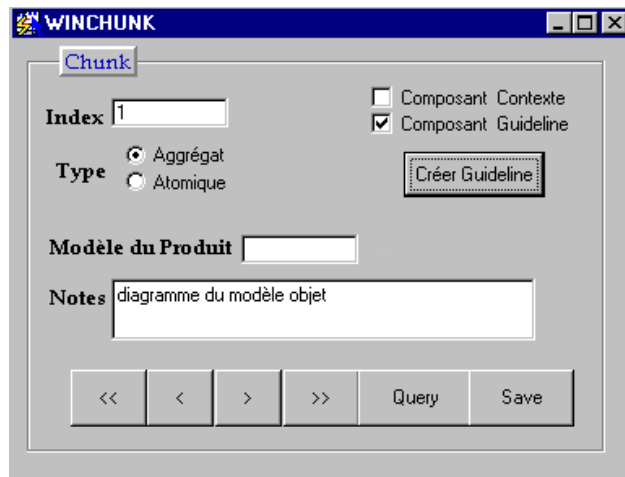 WINCHUNK
Chunk
Index 1
Composant Contexte
Composant Guideline
Type
Aggrégat
Atomique
Créer Guideline
Modèle du Produit
Notes diagramme du modèle objet
<< < > >> Query Save